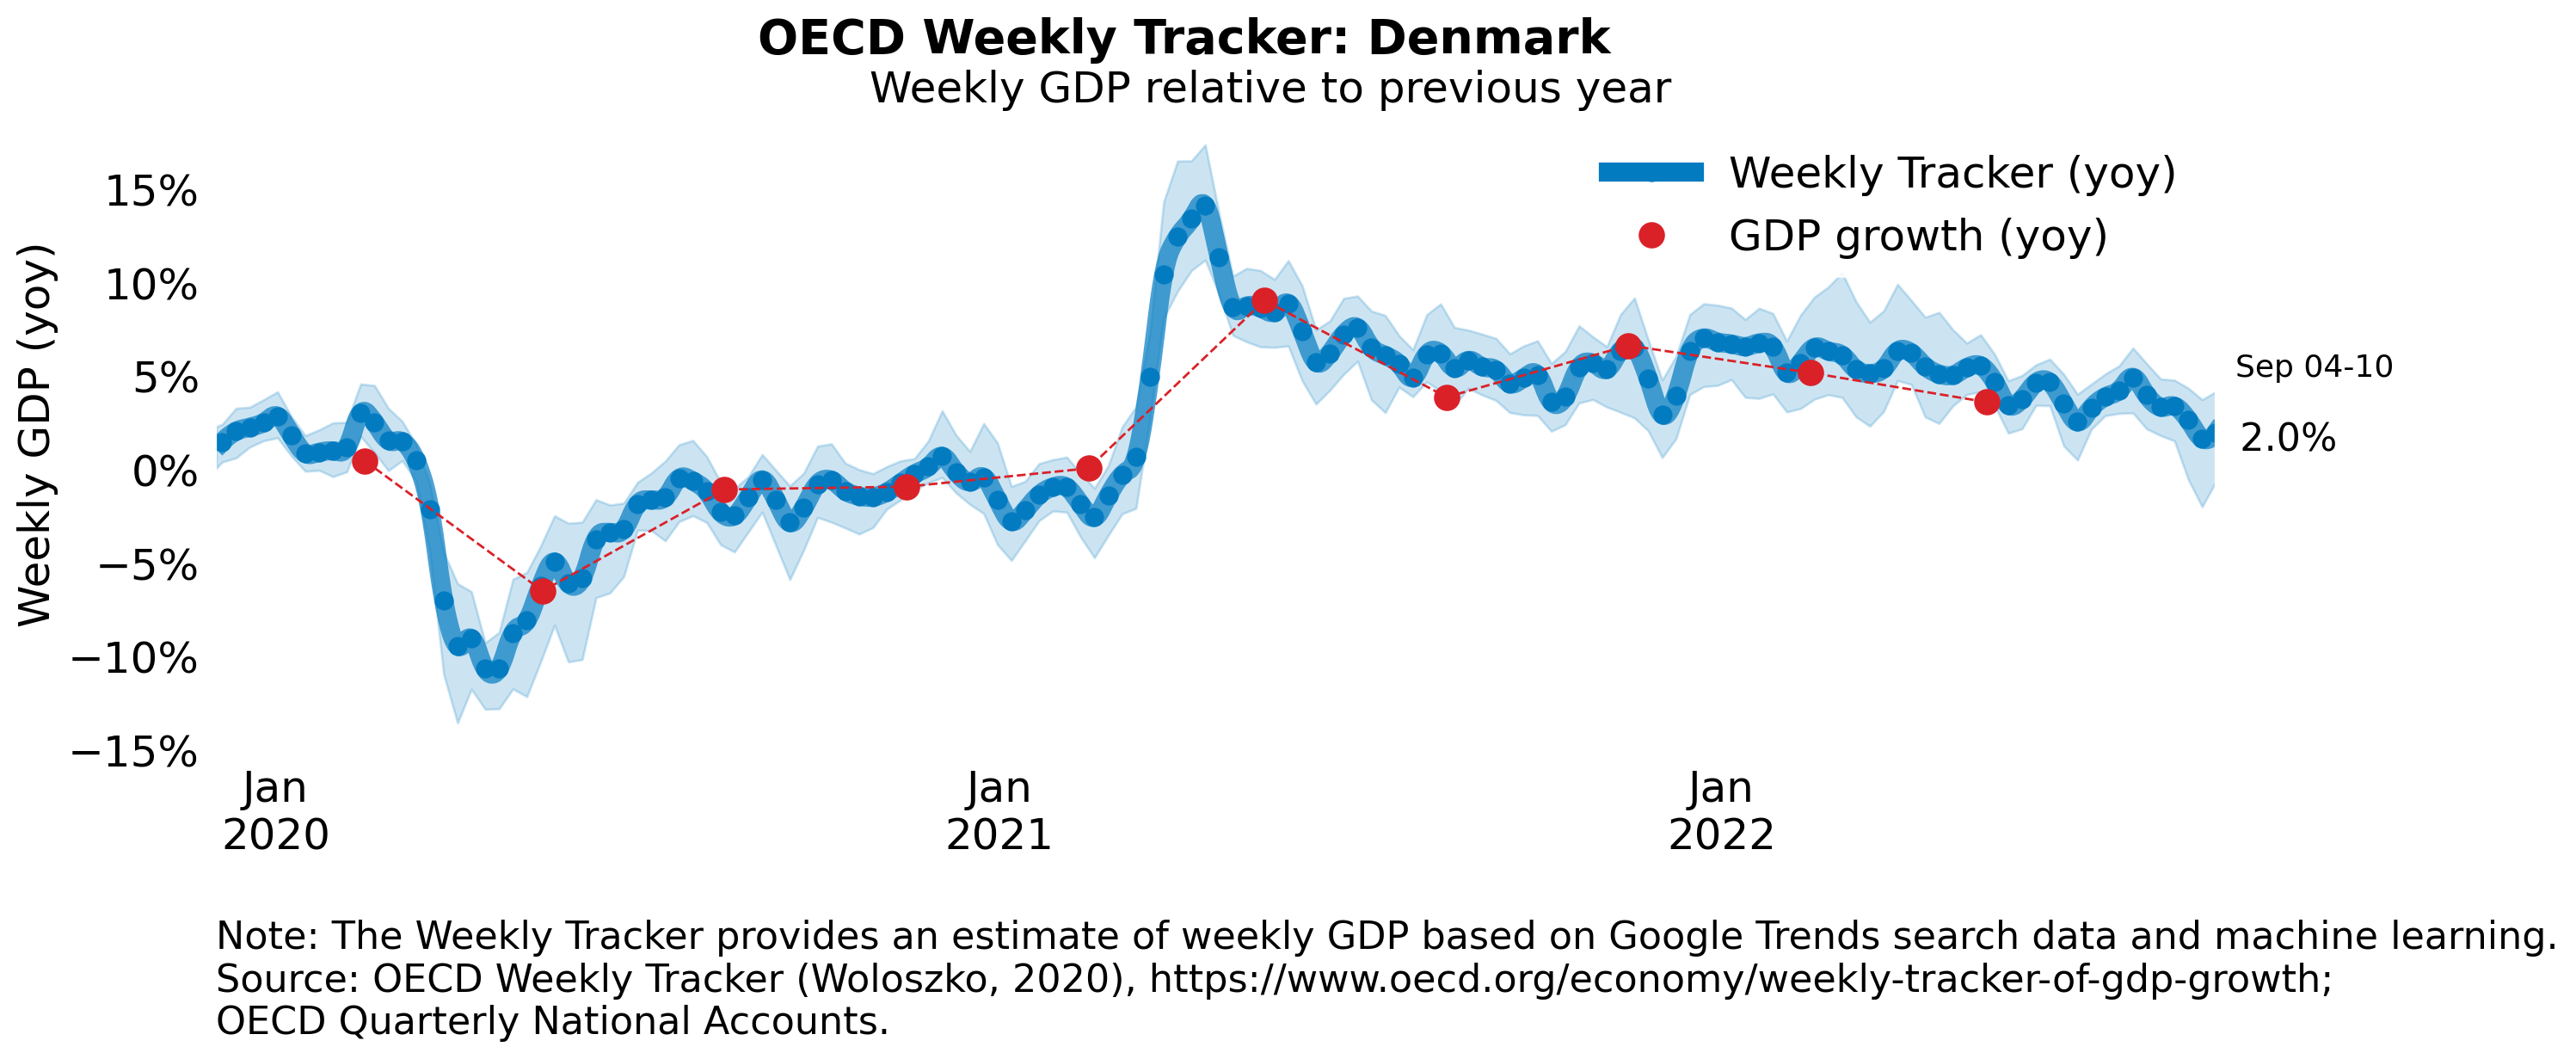 OECD Weekly Tracker: Denmark
Weekly GDP relative to previous year
Weekly Tracker (yoy)
GDP growth (yoy)
Weekly GDP (yoy)
15%
10%
5%
0%
−5%
−10%
−15%
Sep 04-10
2.0%
Jan
2020
Jan
2021
Jan
2022
Note: The Weekly Tracker provides an estimate of weekly GDP based on Google Trends search data and machine learning.
Source: OECD Weekly Tracker (Woloszko, 2020), https://www.oecd.org/economy/weekly-tracker-of-gdp-growth;
OECD Quarterly National Accounts.